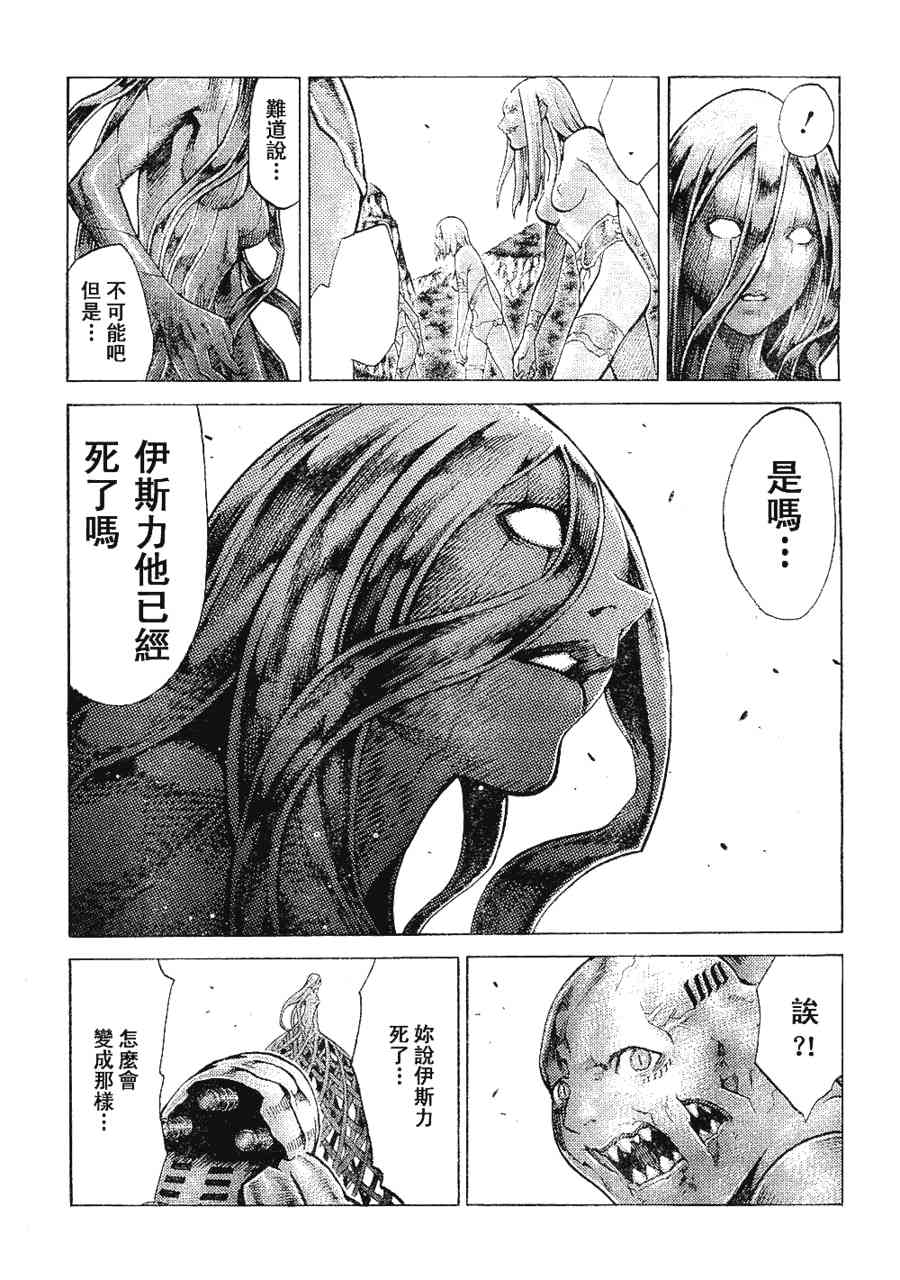 ！
難道說…
不可能吧
但是…
是嗎…
伊斯力他已經
死了嗎
誒?!
妳說伊斯力
死了…
怎麼會
變成那樣…